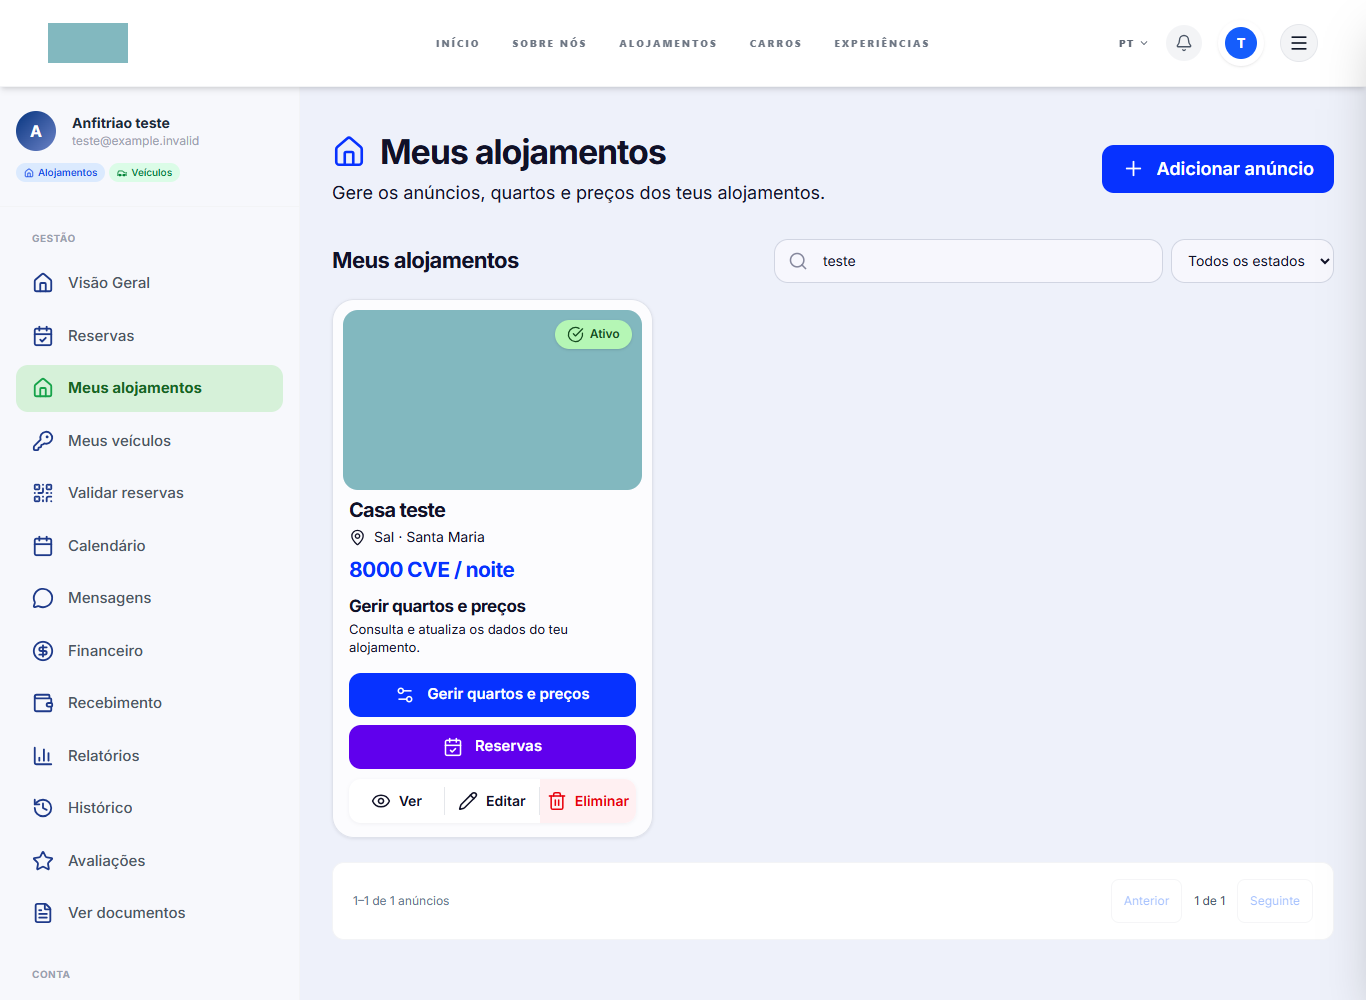 INÍCIO
SOBRE NÓS
ALOJAMENTOS
CARROS
EXPERIÊNCIAS
PT
T
A
Anfitriao teste
teste@example.invalid
Alojamentos
Veículos
GESTÃO
Visão Geral
Reservas
Meus alojamentos
Meus veículos
Validar reservas
Calendário
Mensagens
Financeiro
Recebimento
Relatórios
Histórico
Avaliações
Ver documentos
CONTA
Meus alojamentos
Gere os anúncios, quartos e preços dos teus alojamentos.
Adicionar anúncio
Meus alojamentos
teste
Todos os estados
Ativo
Casa teste
Sal · Santa Maria
8000 CVE / noite
Gerir quartos e preços
Consulta e atualiza os dados do teu
alojamento.
Gerir quartos e preços
Reservas
Ver
Editar
Eliminar
1–1 de 1 anúncios
Anterior
1 de 1
Seguinte